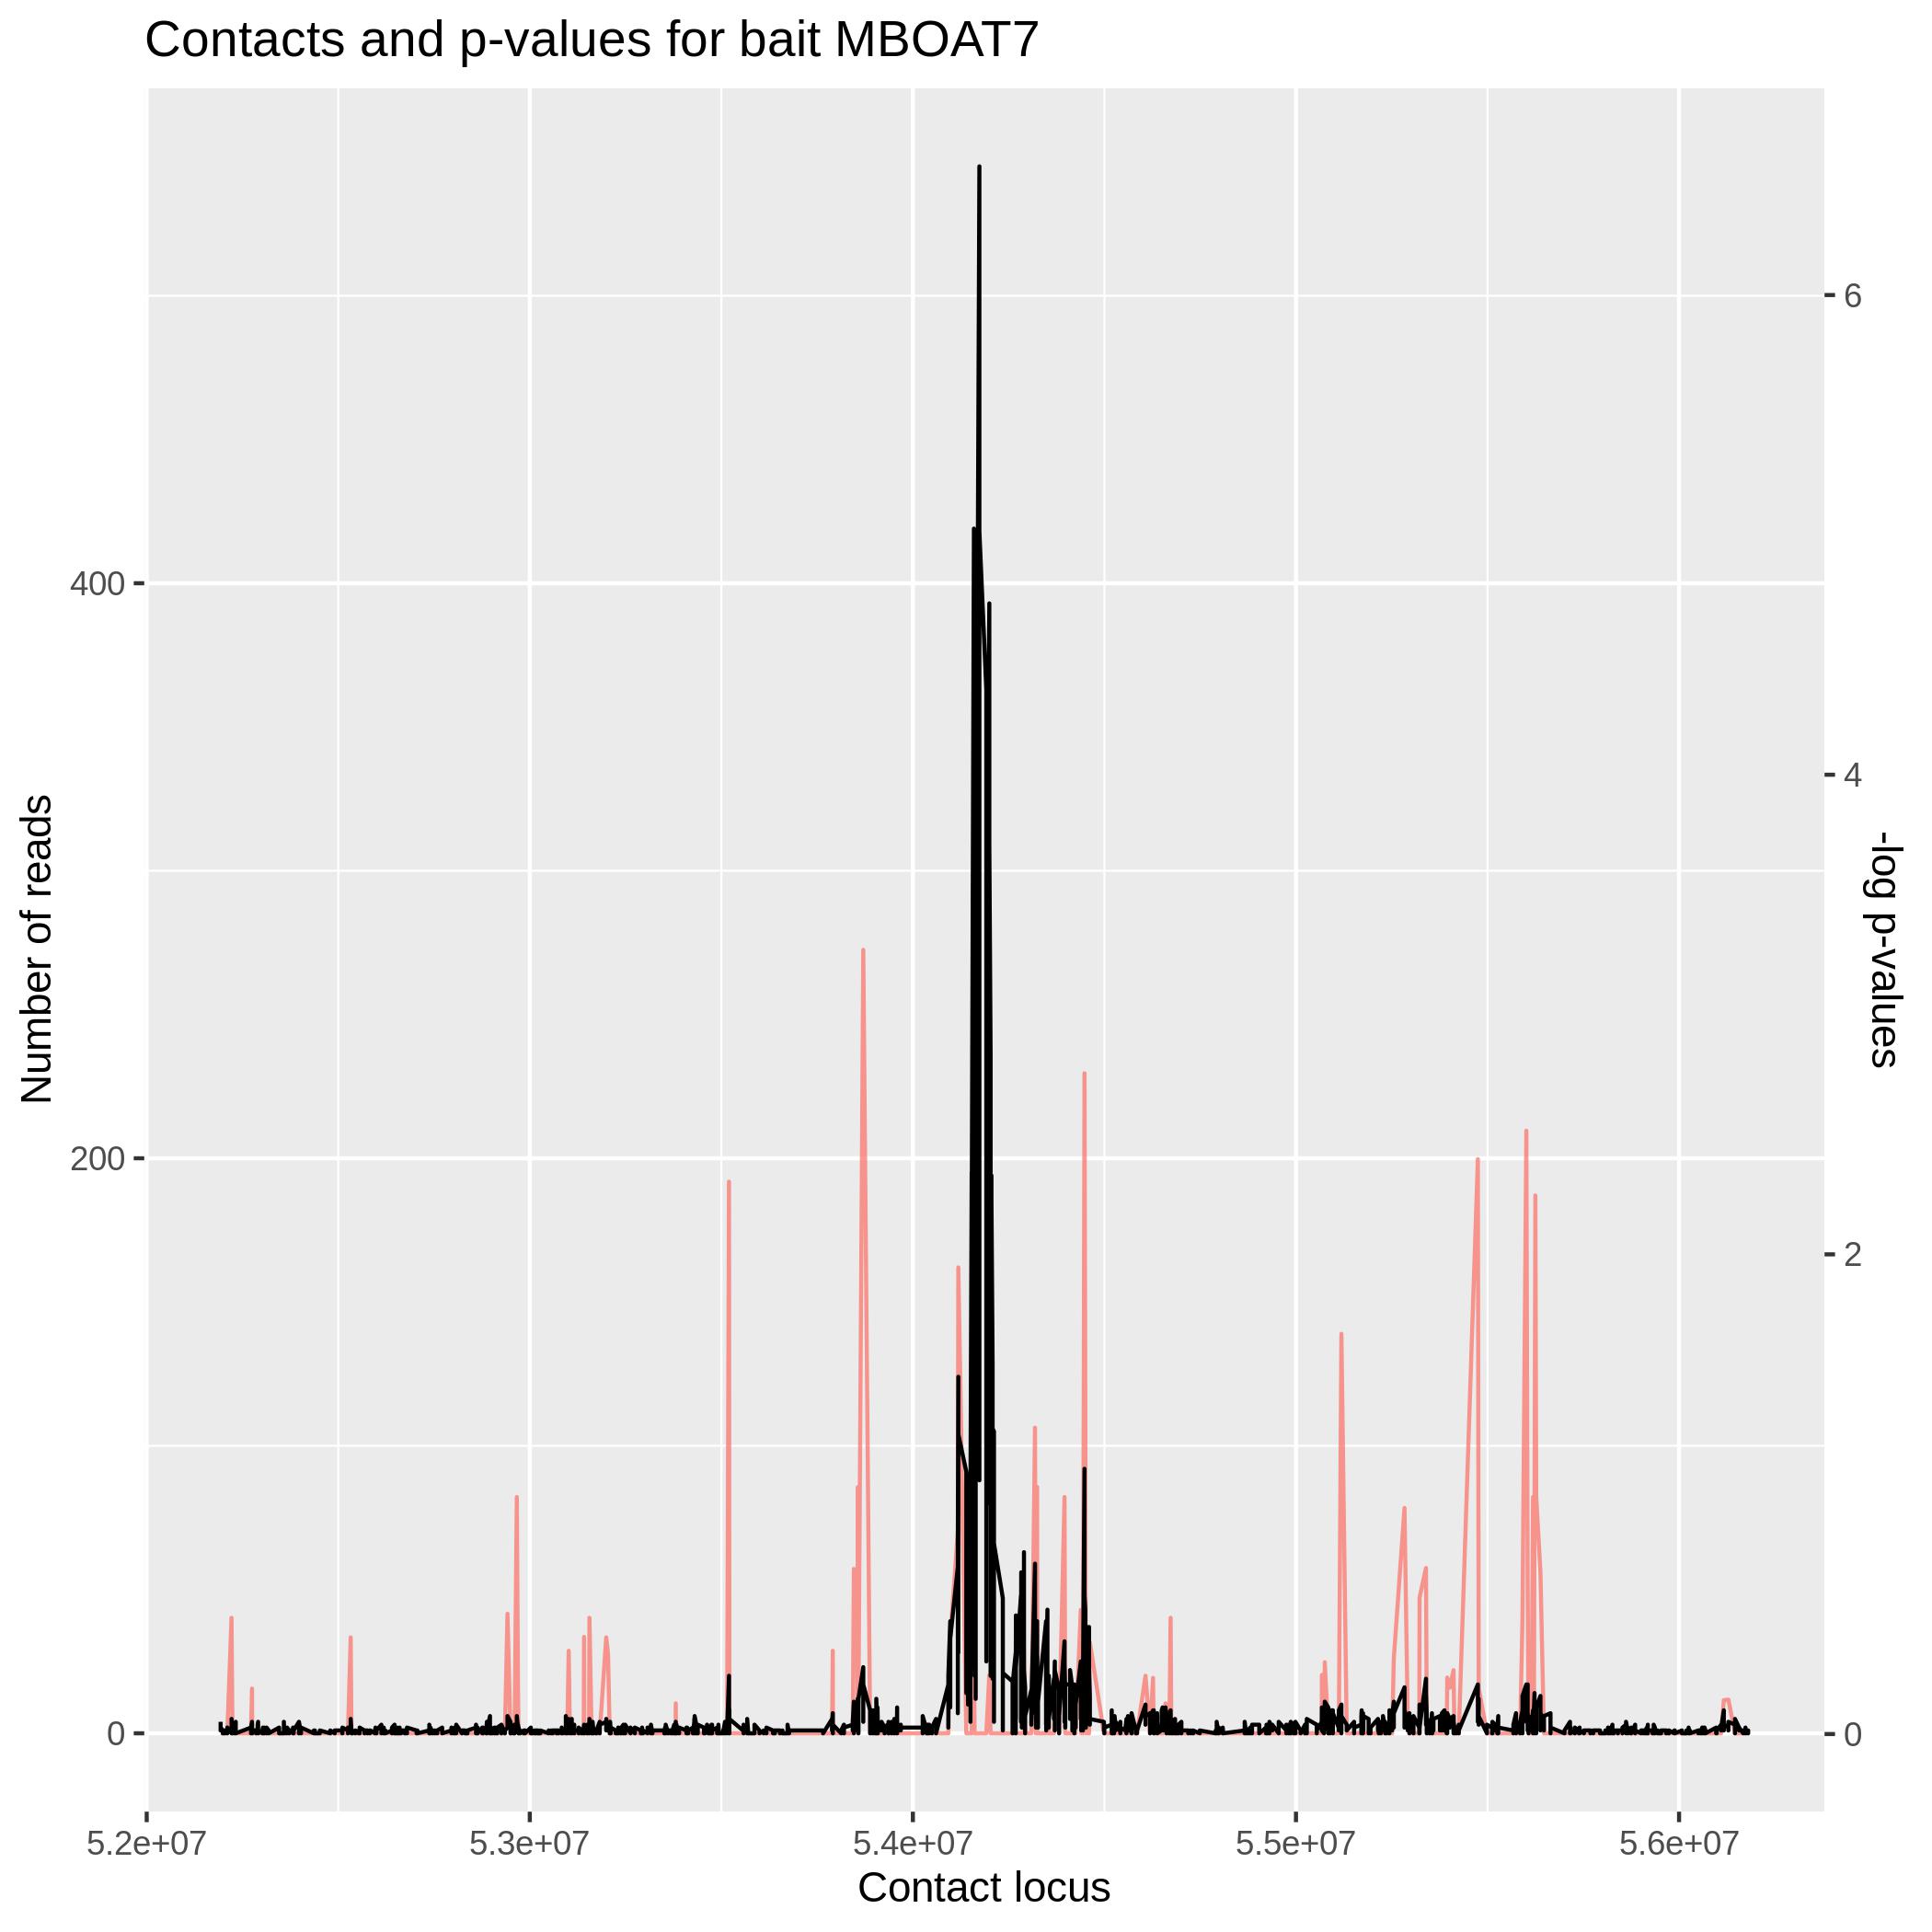 Contacts and p-values for bait MBOAT7
Number of reads
400
200
0
6
4
2
0
-log p-values
5.2e+07
5.3e+07
5.4e+07
5.5e+07
5.6e+07
Contact locus